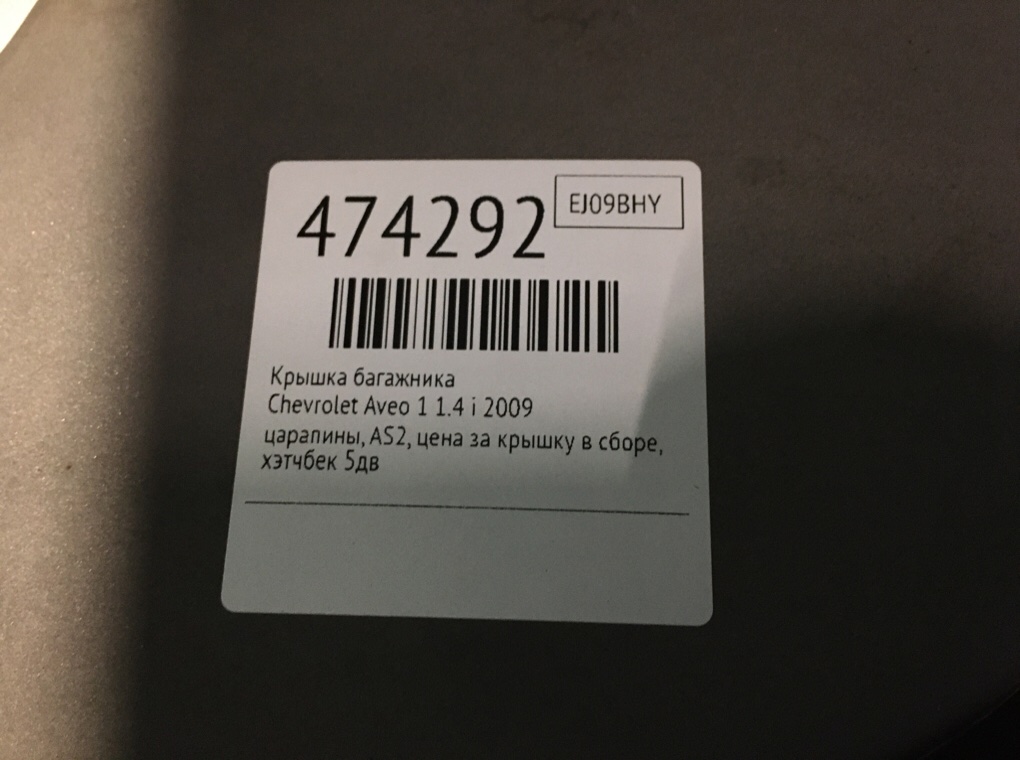 474292
EJ09BHY
Крышка багажника
Chevrolet Aveo 1 1.4 i 2009
царапины, AS2, цена за крышку в сборе,
хэтчбек 5дв